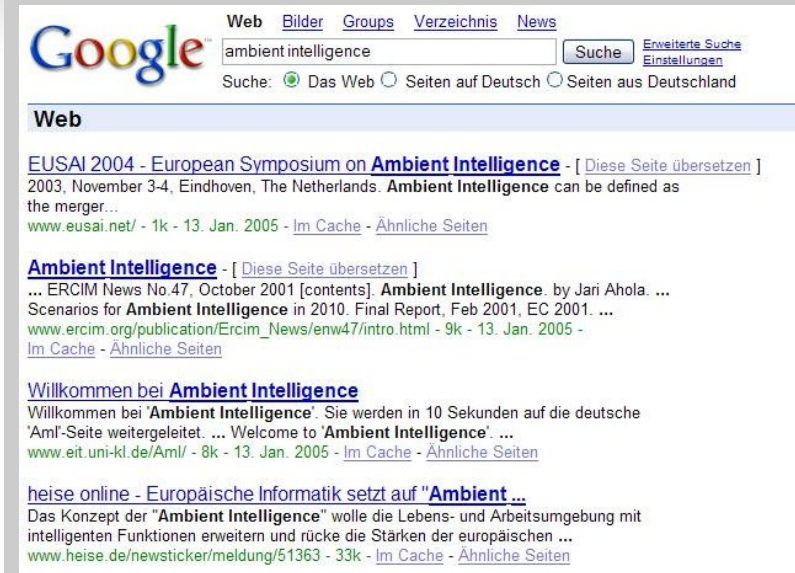 Google™
Web Bilder Groups Verzeichnis News
ambient intelligence Suche Erweiterte Suche
Einstellungen
Suche: Das Web Seiten auf Deutsch Seiten aus Deutschland
Web
EUSAI 2004 - European Symposium on Ambient Intelligence - [ Diese Seite übersetzen ]
2003, November 3-4, Eindhoven, The Netherlands. Ambient Intelligence can be defined as
the merger...
www.eusai.net/ - 1k - 13. Jan. 2005 - Im Cache - Ähnliche Seiten
Ambient Intelligence - [ Diese Seite übersetzen ]
... ERCIM News No.47, October 2001 [contents]. Ambient Intelligence. by Jari Ahola. ...
Scenarios for Ambient Intelligence in 2010. Final Report, Feb 2001, EC 2001. ...
www.ercim.org/publication/Ercim_News/enw47/intro.html - 9k - 13. Jan. 2005 -
Im Cache - Ähnliche Seiten
Willkommen bei Ambient Intelligence
Willkommen bei 'Ambient Intelligence'. Sie werden in 10 Sekunden auf die deutsche
'AmI'-Seite weitergeleitet. ... Welcome to 'Ambient Intelligence'. ...
www.eit.uni-kl.de/AmI/ - 8k - 13. Jan. 2005 - Im Cache - Ähnliche Seiten
heise online - Europäische Informatik setzt auf "Ambient ...
Das Konzept der "Ambient Intelligence" wolle die Lebens- und Arbeitsumgebung mit
intelligenten Funktionen erweitern und rücke die Stärken der europäischen ...
www.heise.de/newsticker/meldung/51363 - 33k - Im Cache - Ähnliche Seiten